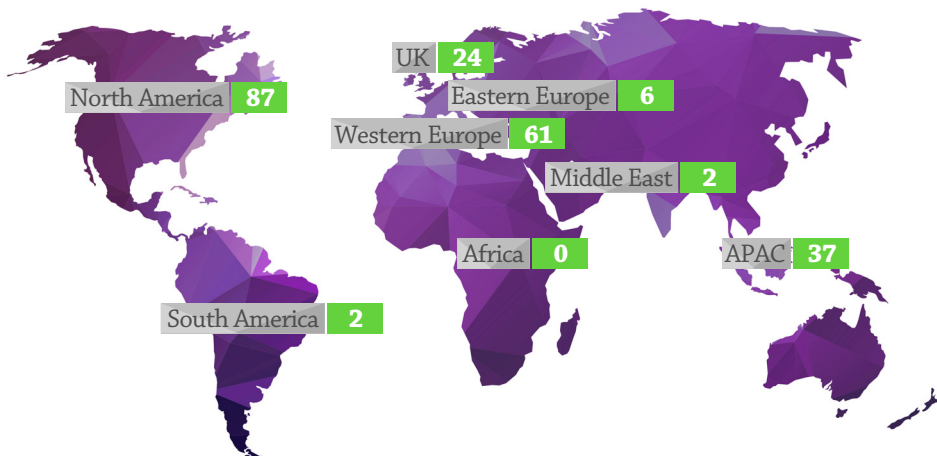 UK 24
North America 87
Eastern Europe 6
Western Europe 61
Middle East 2
Africa 0
APAC 37
South America 2